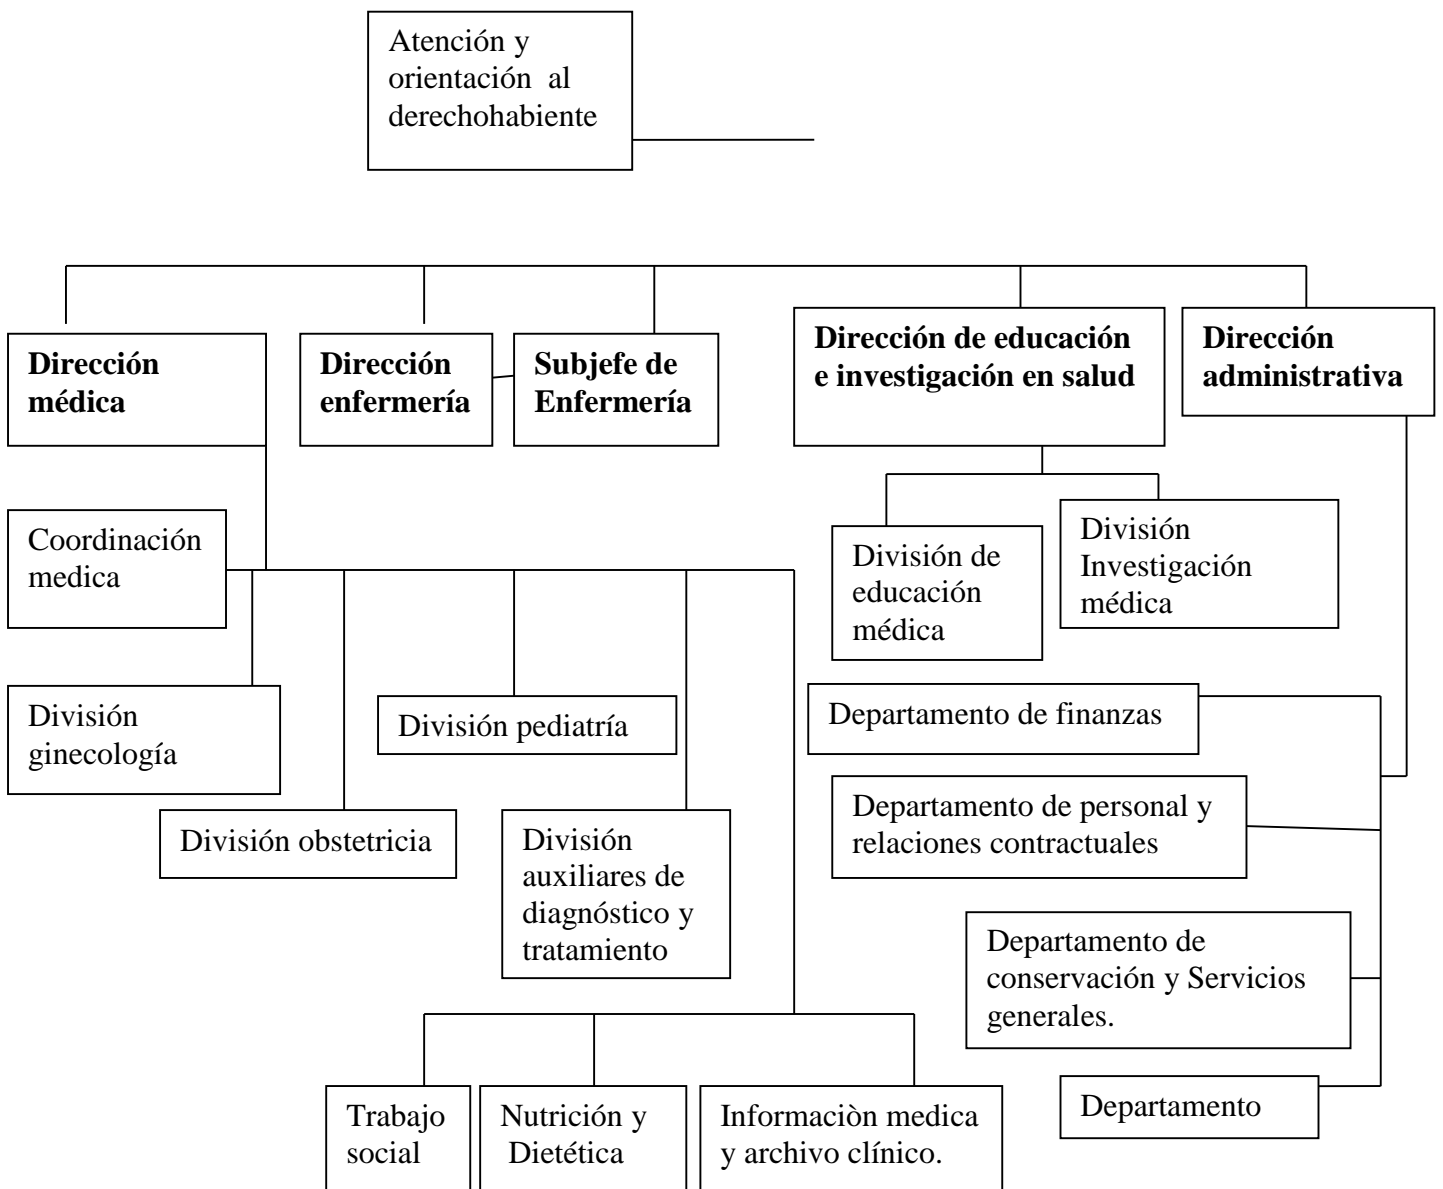 Atención y
orientación  al
derechohabiente
Dirección
médica
Dirección
enfermería
Subjefe de
Enfermería
Dirección de educación
e investigación en salud
Dirección
administrativa
Coordinación
medica
División de
educación
médica
División
Investigación
médica
División
ginecología
División pediatría
Departamento de finanzas
División obstetricia
División
auxiliares de
diagnóstico y
tratamiento
Departamento de personal y
relaciones contractuales
Departamento de
conservación y Servicios
generales.
Departamento
Trabajo
social
Nutrición y
Dietética
Informaciòn medica
y archivo clínico.